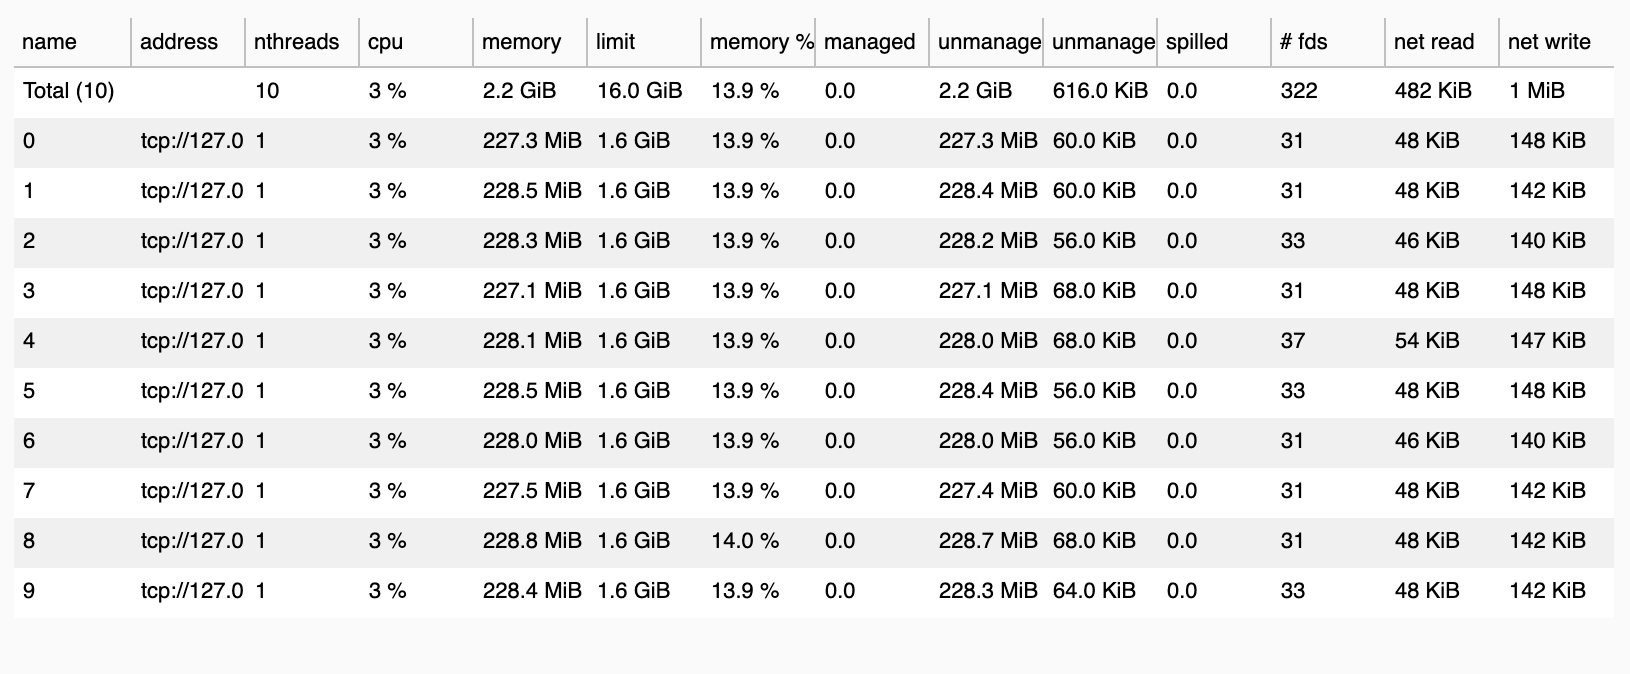 name address nthreads cpu memory limit memory % managed unmanage unmanage spilled # fds net read net write
Total (10) 10 3 % 2.2 GiB 16.0 GiB 13.9 % 0.0 2.2 GiB 616.0 KiB 0.0 322 482 KiB 1 MiB
0 tcp://127.0 1 3 % 227.3 MiB 1.6 GiB 13.9 % 0.0 227.3 MiB 60.0 KiB 0.0 31 48 KiB 148 KiB
1 tcp://127.0 1 3 % 228.5 MiB 1.6 GiB 13.9 % 0.0 228.4 MiB 60.0 KiB 0.0 31 48 KiB 142 KiB
2 tcp://127.0 1 3 % 228.3 MiB 1.6 GiB 13.9 % 0.0 228.2 MiB 56.0 KiB 0.0 33 46 KiB 140 KiB
3 tcp://127.0 1 3 % 227.1 MiB 1.6 GiB 13.9 % 0.0 227.1 MiB 68.0 KiB 0.0 31 48 KiB 148 KiB
4 tcp://127.0 1 3 % 228.1 MiB 1.6 GiB 13.9 % 0.0 228.0 MiB 68.0 KiB 0.0 37 54 KiB 147 KiB
5 tcp://127.0 1 3 % 228.5 MiB 1.6 GiB 13.9 % 0.0 228.4 MiB 56.0 KiB 0.0 33 48 KiB 148 KiB
6 tcp://127.0 1 3 % 228.0 MiB 1.6 GiB 13.9 % 0.0 228.0 MiB 56.0 KiB 0.0 31 46 KiB 140 KiB
7 tcp://127.0 1 3 % 227.5 MiB 1.6 GiB 13.9 % 0.0 227.4 MiB 60.0 KiB 0.0 31 48 KiB 142 KiB
8 tcp://127.0 1 3 % 228.8 MiB 1.6 GiB 14.0 % 0.0 228.7 MiB 68.0 KiB 0.0 31 48 KiB 142 KiB
9 tcp://127.0 1 3 % 228.4 MiB 1.6 GiB 13.9 % 0.0 228.3 MiB 64.0 KiB 0.0 33 48 KiB 142 KiB